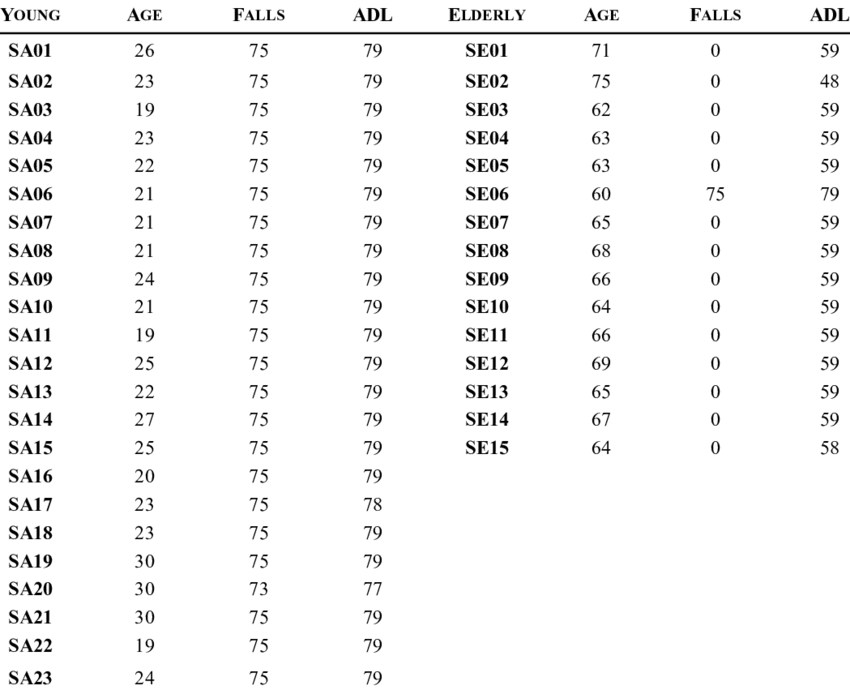 YOUNG AGE FALLS ADL ELDERLY AGE FALLS ADL
SA01 26 75 79 SE01 71 0 59
SA02 23 75 79 SE02 75 0 48
SA03 19 75 79 SE03 62 0 59
SA04 23 75 79 SE04 63 0 59
SA05 22 75 79 SE05 63 0 59
SA06 21 75 79 SE06 60 75 79
SA07 21 75 79 SE07 65 0 59
SA08 21 75 79 SE08 68 0 59
SA09 24 75 79 SE09 66 0 59
SA10 21 75 79 SE10 64 0 59
SA11 19 75 79 SE11 66 0 59
SA12 25 75 79 SE12 69 0 59
SA13 22 75 79 SE13 65 0 59
SA14 27 75 79 SE14 67 0 59
SA15 25 75 79 SE15 64 0 58
SA16 20 75 79
SA17 23 75 78
SA18 23 75 79
SA19 30 75 79
SA20 30 73 77
SA21 30 75 79
SA22 19 75 79
SA23 24 75 79